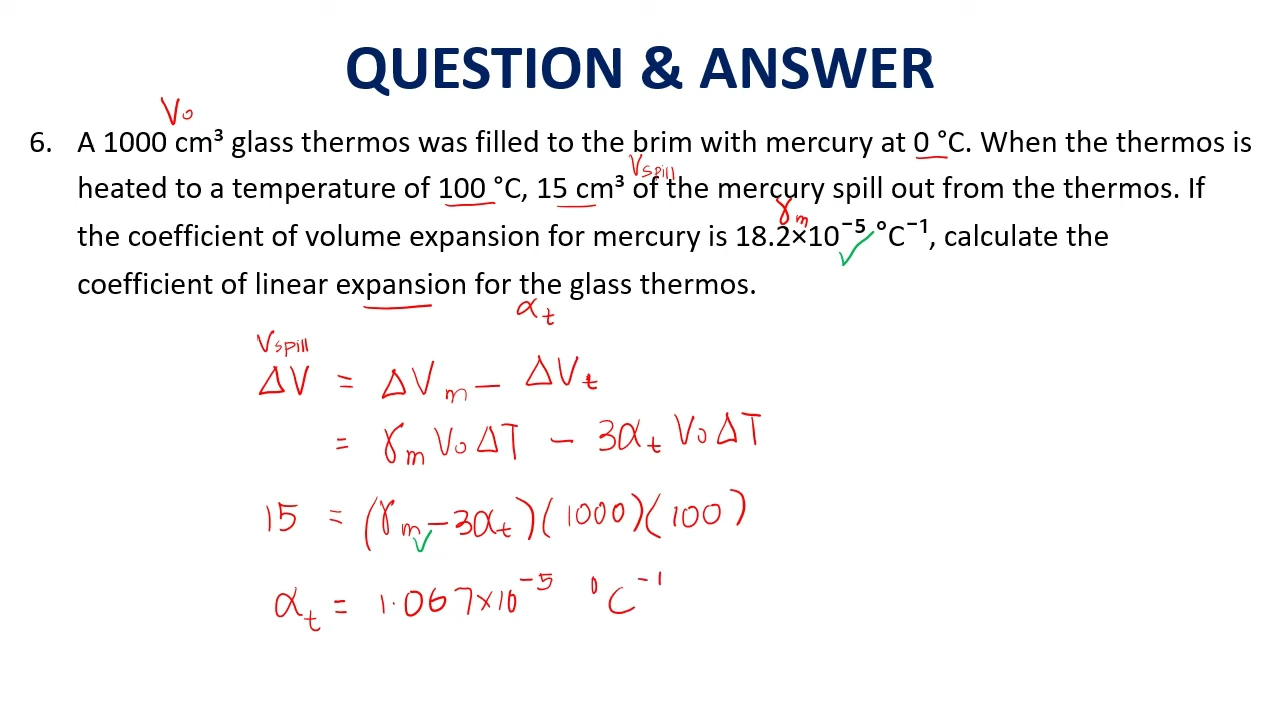 QUESTION & ANSWER
V₀
6. A 1000 cm³ glass thermos was filled to the brim with mercury at 0 °C. When the thermos is
Vspill
heated to a temperature of 100 °C, 15 cm³ of the mercury spill out from the thermos. If
γm
the coefficient of volume expansion for mercury is 18.2×10⁻⁵ °C⁻¹, calculate the
coefficient of linear expansion for the glass thermos.
αt
Vspill
ΔV = ΔVm − ΔVt
= γm V₀ ΔT − 3αt V₀ ΔT
15 = (γm − 3αt)(1000)(100)
αt = 1.067×10⁻⁵ °C⁻¹